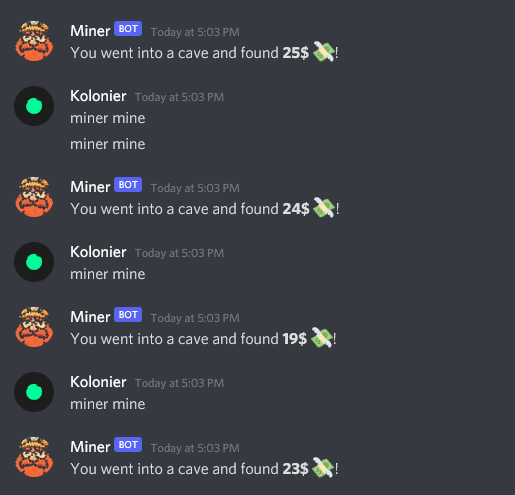 Miner BOT Today at 5:03 PM
You went into a cave and found 25$ 💸!
Kolonier Today at 5:03 PM
miner mine
miner mine
Miner BOT Today at 5:03 PM
You went into a cave and found 24$ 💸!
Kolonier Today at 5:03 PM
miner mine
Miner BOT Today at 5:03 PM
You went into a cave and found 19$ 💸!
Kolonier Today at 5:03 PM
miner mine
Miner BOT Today at 5:03 PM
You went into a cave and found 23$ 💸!